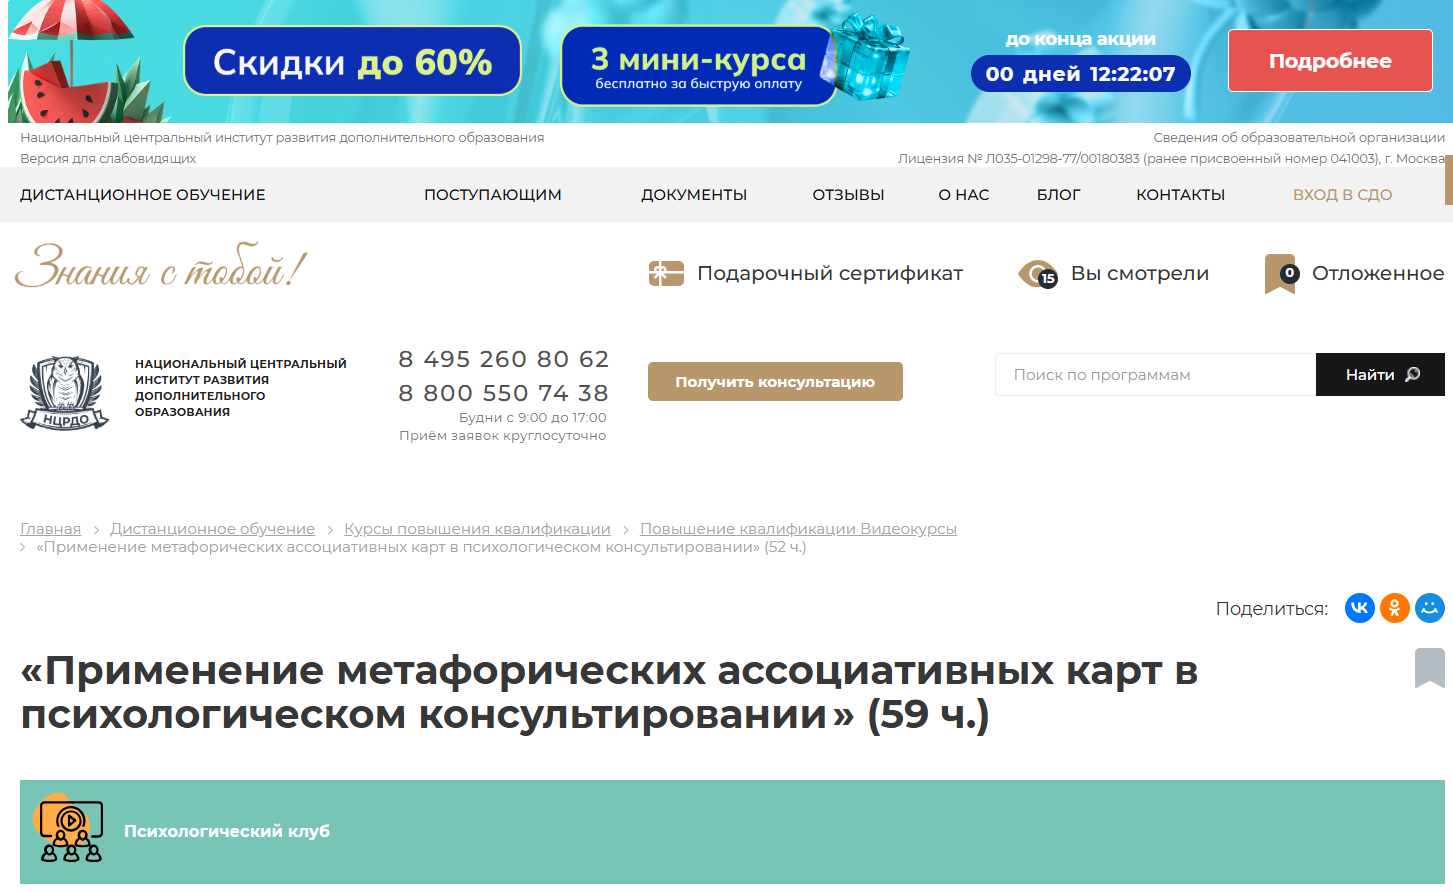 Скидки до 60%
3 мини-курса
бесплатно за быструю оплату
до конца акции
00 дней 12:22:07
Подробнее
Национальный центральный институт развития дополнительного образования
Сведения об образовательной организации
Версия для слабовидящих
Лицензия № Л035-01298-77/00180383 (ранее присвоенный номер 041003), г. Москва
ДИСТАНЦИОННОЕ ОБУЧЕНИЕ
ПОСТУПАЮЩИМ
ДОКУМЕНТЫ
ОТЗЫВЫ
О НАС
БЛОГ
КОНТАКТЫ
ВХОД В СДО
Знания с тобой!
Подарочный сертификат
15
Вы смотрели
0
Отложенное
НЦРДО
НАЦИОНАЛЬНЫЙ ЦЕНТРАЛЬНЫЙ
ИНСТИТУТ РАЗВИТИЯ
ДОПОЛНИТЕЛЬНОГО
ОБРАЗОВАНИЯ
8 495 260 80 62
8 800 550 74 38
Будни с 9:00 до 17:00
Приём заявок круглосуточно
Получить консультацию
Поиск по программам
Найти
Главная > Дистанционное обучение > Курсы повышения квалификации > Повышение квалификации Видеокурсы
> «Применение метафорических ассоциативных карт в психологическом консультировании» (52 ч.)
Поделиться:
«Применение метафорических ассоциативных карт в
психологическом консультировании» (59 ч.)
Психологический клуб